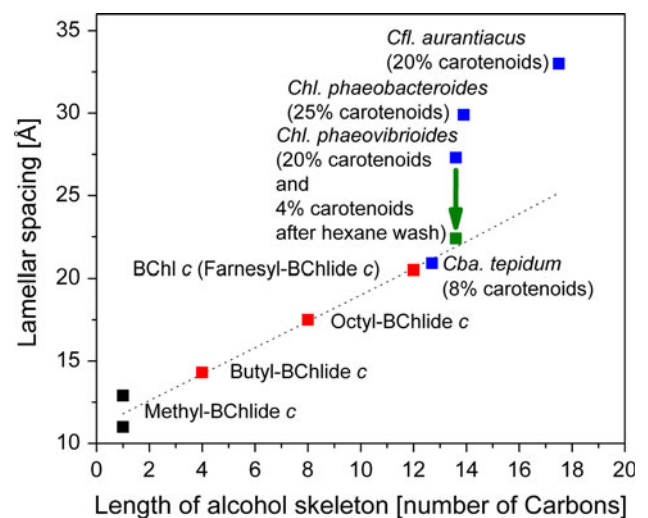 35
30
25
20
15
10
Lamellar spacing [Å]
Cfl. aurantiacus
(20% carotenoids)
Chl. phaeobacteroides
(25% carotenoids)
Chl. phaeovibrioides
(20% carotenoids
and
4% carotenoids
after hexane wash)
BChl c (Farnesyl-BChlide c)
Cba. tepidum
(8% carotenoids)
Octyl-BChlide c
Butyl-BChlide c
Methyl-BChlide c
0 2 4 6 8 10 12 14 16 18 20
Length of alcohol skeleton [number of Carbons]